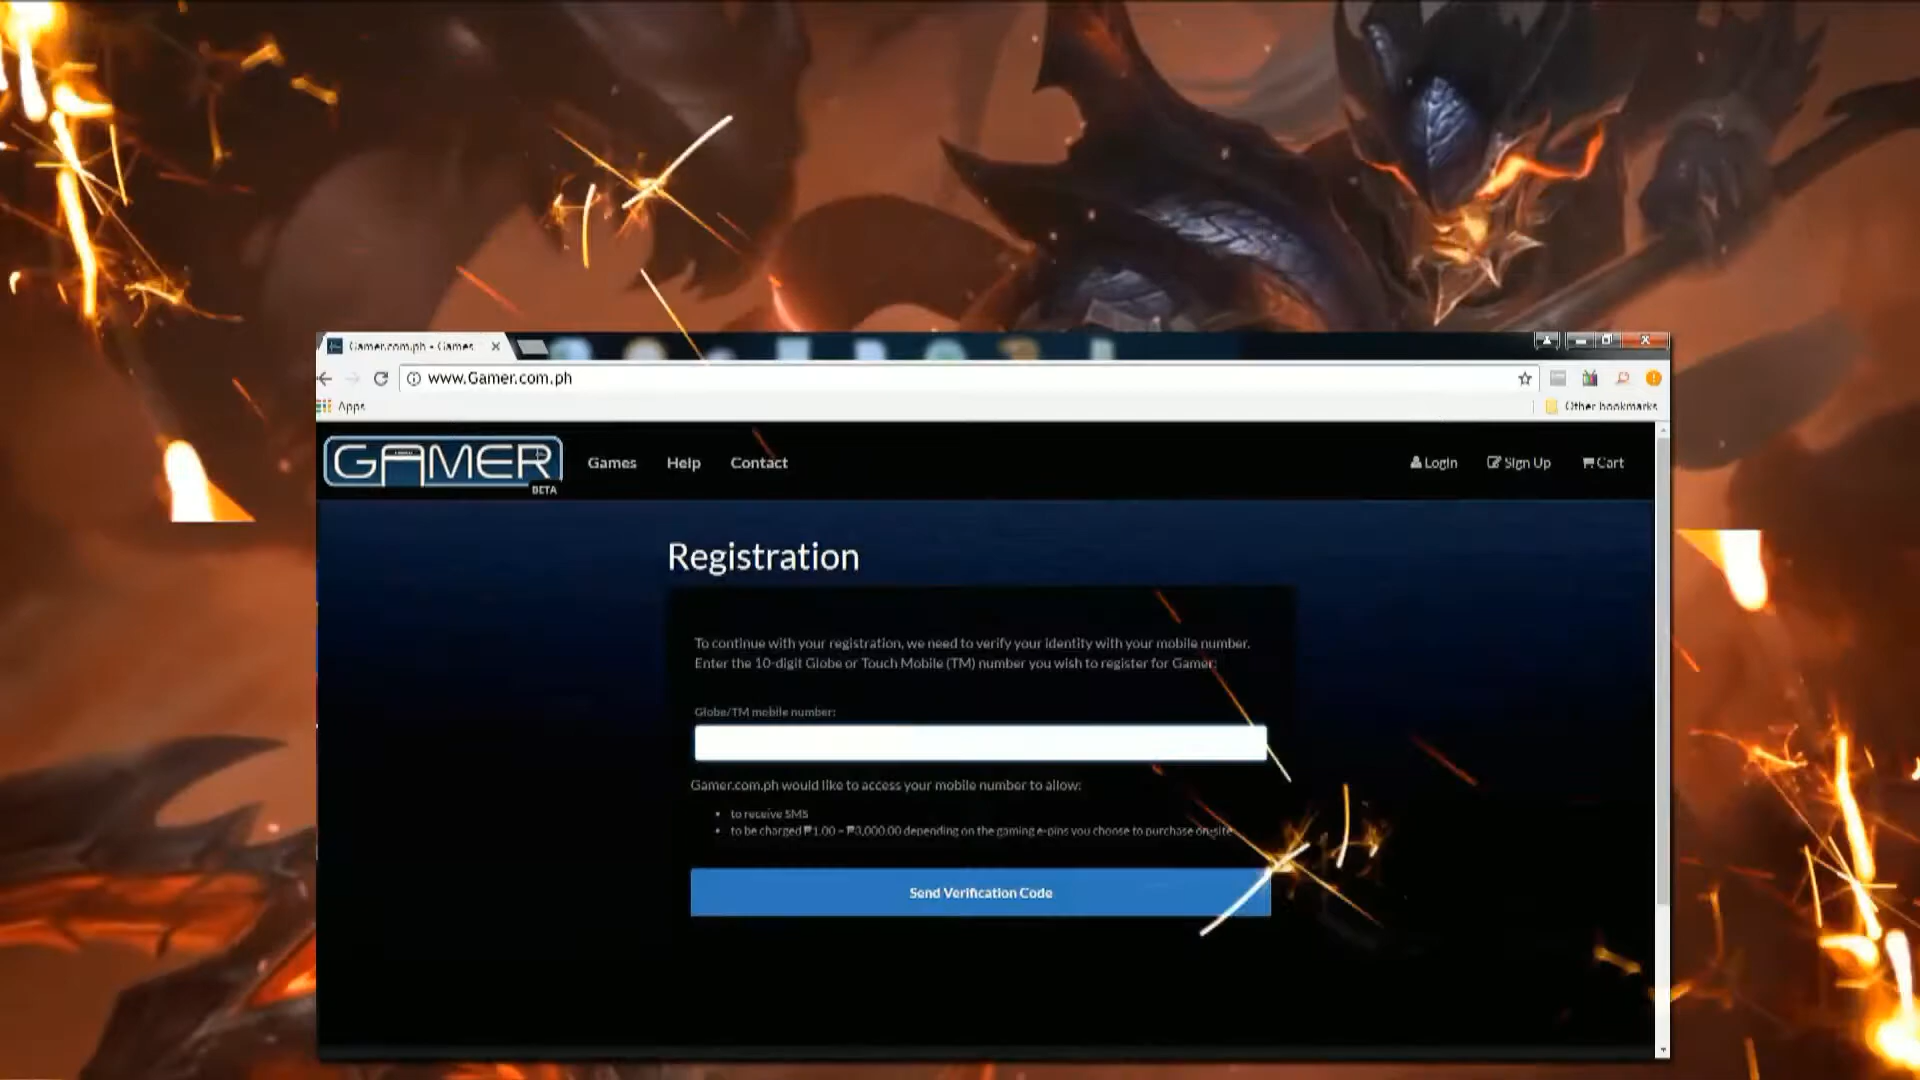 Gamer.com.ph - Games
www.Gamer.com.ph
Apps
Other bookmarks
GAMER
BETA
Games Help Contact
Login Sign Up Cart
Registration
To continue with your registration, we need to verify your identity with your mobile number.
Enter the 10-digit Globe or Touch Mobile (TM) number you wish to register for Gamer:
Globe/TM mobile number:
Gamer.com.ph would like to access your mobile number to allow:
• to receive SMS
• to be charged ₱1.00 – ₱3,000.00 depending on the gaming e-pins you choose to purchase on-site
Send Verification Code